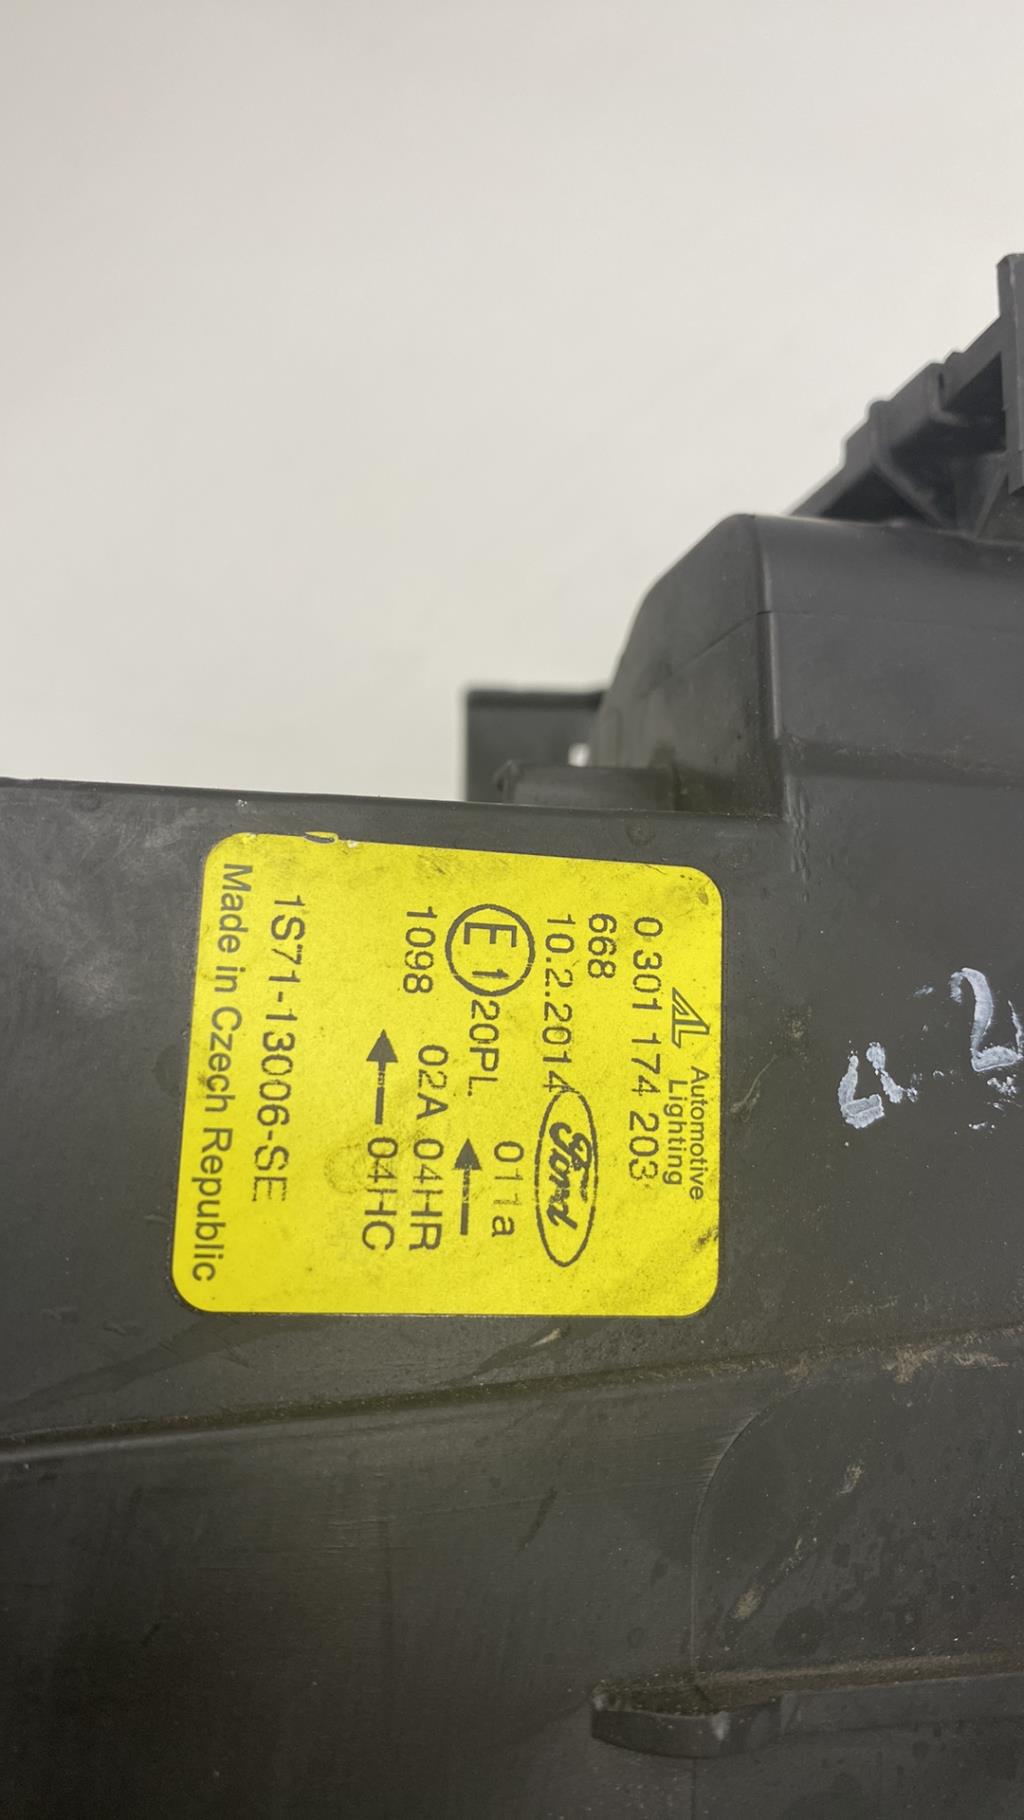 AL Automotive
Lighting
0 301 174 203
668
10.2.2014 Ford
E1 20PL. 011a
1098 02A 04HR
04HC
1S71-13006-SE
Made in Czech Republic